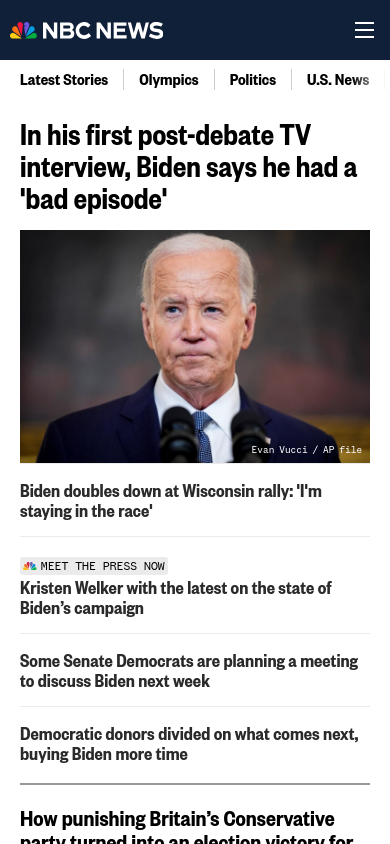 NBC NEWS
Latest Stories
Olympics
Politics
U.S. News
In his first post-debate TV
interview, Biden says he had a
'bad episode'
Evan Vucci / AP file
Biden doubles down at Wisconsin rally: 'I'm
staying in the race'
MEET THE PRESS NOW
Kristen Welker with the latest on the state of
Biden’s campaign
Some Senate Democrats are planning a meeting
to discuss Biden next week
Democratic donors divided on what comes next,
buying Biden more time
How punishing Britain’s Conservative
party turned into an election victory for